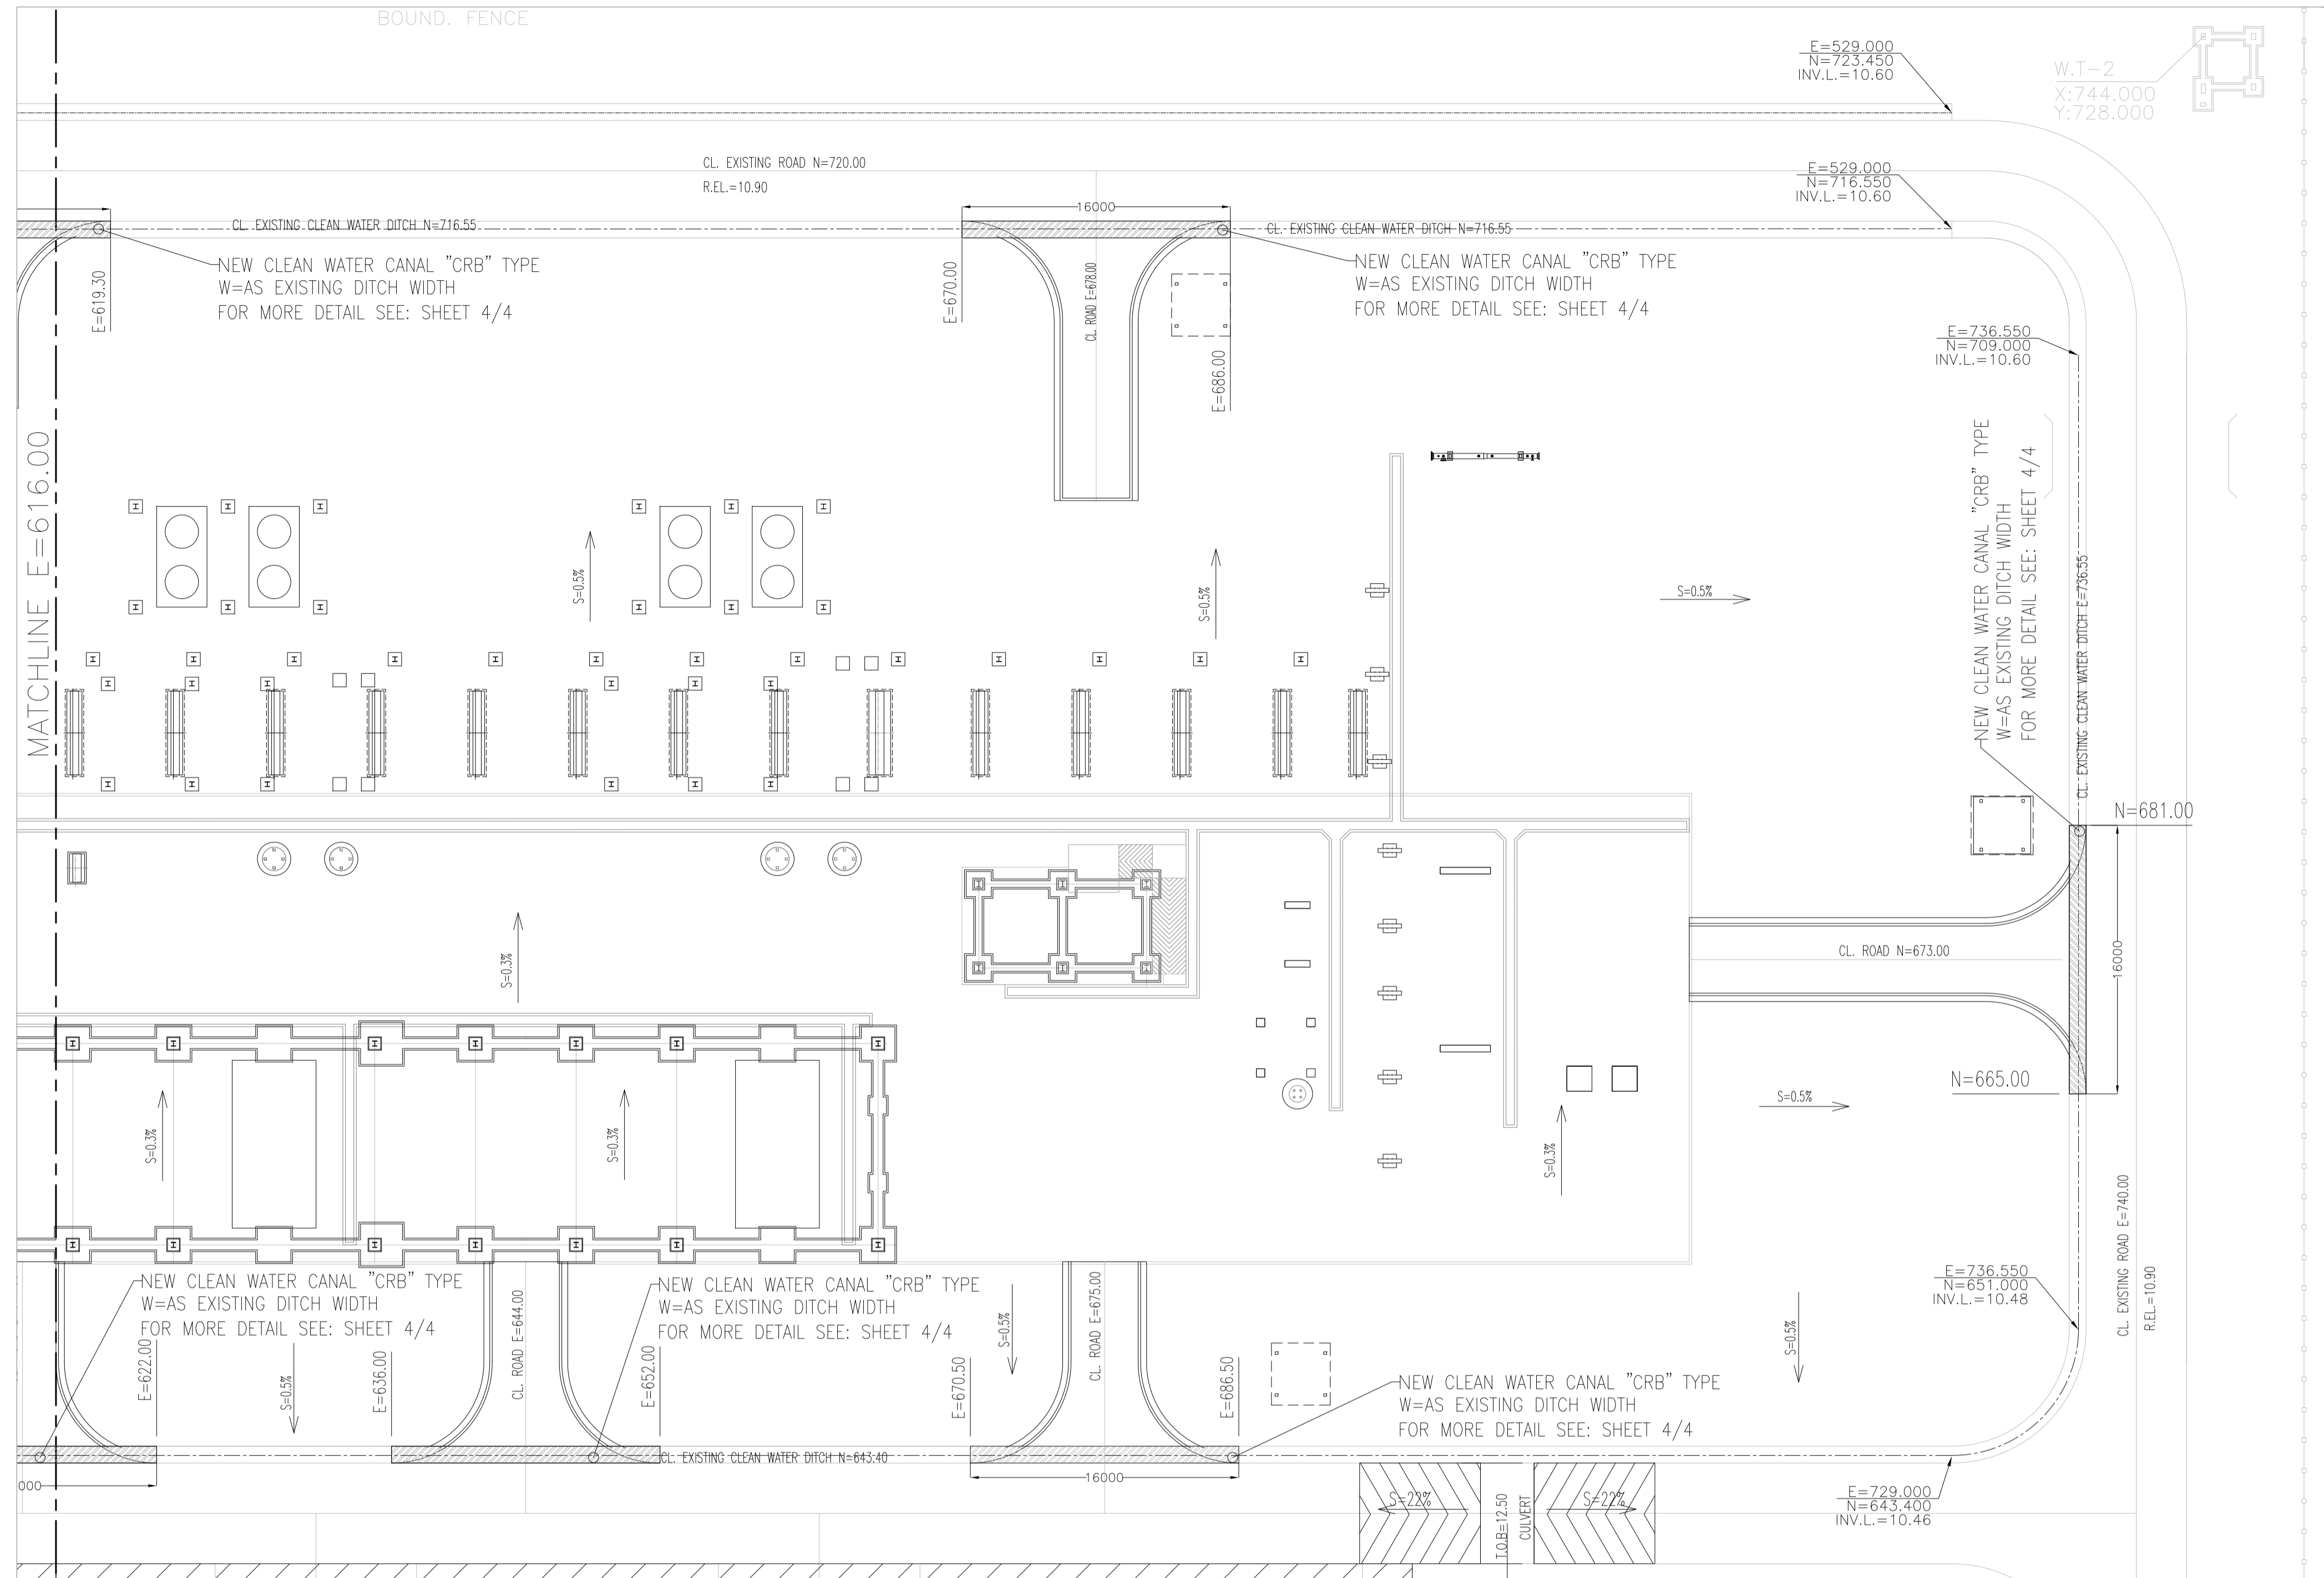 BOUND. FENCE
E=529.000
N=723.450
INV.L.=10.60
W.T-2
X:744.000
Y:728.000
CL. EXISTING ROAD N=720.00
R.EL.=10.90
E=529.000
N=716.550
INV.L.=10.60
16000
CL. EXISTING CLEAN WATER DITCH N=716.55
CL. EXISTING CLEAN WATER DITCH N=716.55
NEW CLEAN WATER CANAL "CRB" TYPE
W=AS EXISTING DITCH WIDTH
FOR MORE DETAIL SEE: SHEET 4/4
E=619.30
E=670.00
CL. ROAD E=678.00
E=686.00
NEW CLEAN WATER CANAL "CRB" TYPE
W=AS EXISTING DITCH WIDTH
FOR MORE DETAIL SEE: SHEET 4/4
E=736.550
N=709.000
INV.L.=10.60
MATCHLINE E=616.00
NEW CLEAN WATER CANAL "CRB" TYPE
W=AS EXISTING DITCH WIDTH
FOR MORE DETAIL SEE: SHEET 4/4
CL. EXISTING CLEAN WATER DITCH E=736.55
S=0.5%
S=0.5%
S=0.5%
N=681.00
S=0.3%
CL. ROAD N=673.00
16000
N=665.00
S=0.5%
S=0.3%
S=0.3%
S=0.3%
CL. EXISTING ROAD E=740.00
R.EL.=10.90
E=736.550
N=651.000
INV.L.=10.48
NEW CLEAN WATER CANAL "CRB" TYPE
W=AS EXISTING DITCH WIDTH
FOR MORE DETAIL SEE: SHEET 4/4
E=622.00
S=0.5%
E=636.00
CL. ROAD E=644.00
NEW CLEAN WATER CANAL "CRB" TYPE
W=AS EXISTING DITCH WIDTH
FOR MORE DETAIL SEE: SHEET 4/4
E=652.00
E=670.50
S=0.5%
CL. ROAD E=675.00
E=686.50
NEW CLEAN WATER CANAL "CRB" TYPE
W=AS EXISTING DITCH WIDTH
FOR MORE DETAIL SEE: SHEET 4/4
S=0.5%
CL. EXISTING CLEAN WATER DITCH N=643.40
000
16000
S=22%
T.O.B=12.50
CULVERT
S=22%
E=729.000
N=643.400
INV.L.=10.46